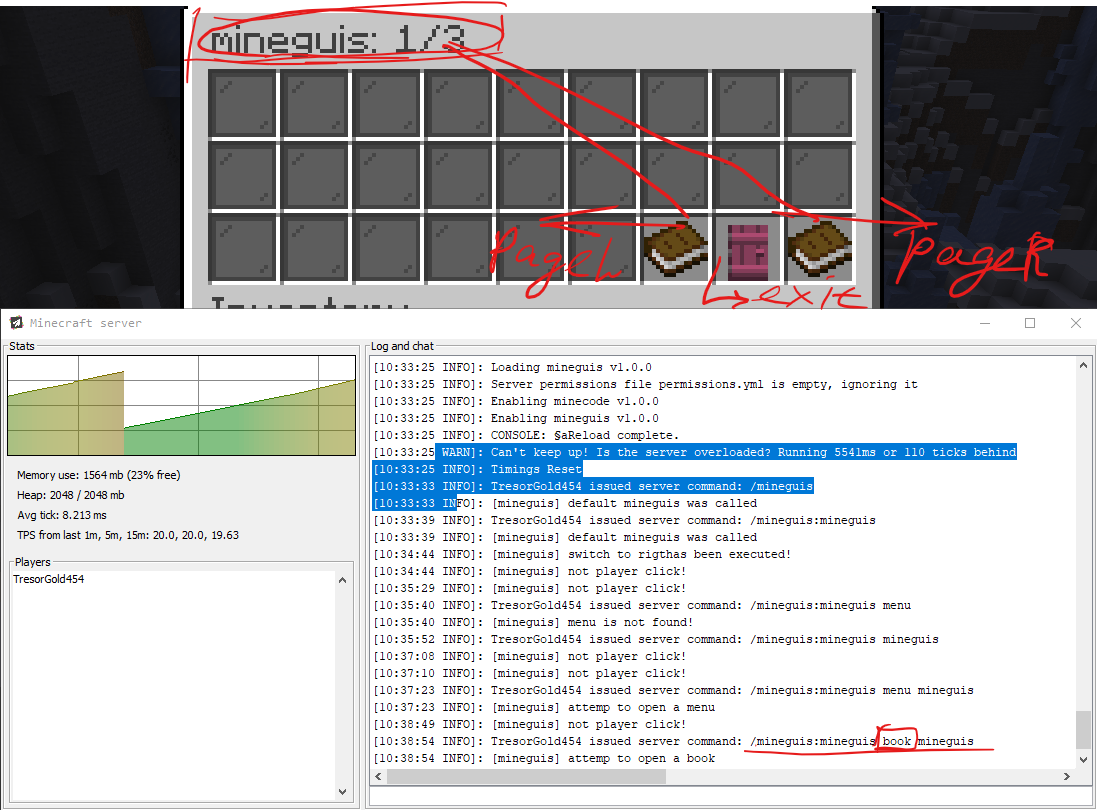 mineguis: 1/3
page L
page R
exit
Inventory
Minecraft server
Stats
Memory use: 1564 mb (23% free)
Heap: 2048 / 2048 mb
Avg tick: 8.213 ms
TPS from last 1m, 5m, 15m: 20.0, 20.0, 19.63
Players
TresorGold454
Log and chat
[10:33:25 INFO]: Loading mineguis v1.0.0
[10:33:25 INFO]: Server permissions file permissions.yml is empty, ignoring it
[10:33:25 INFO]: Enabling minecode v1.0.0
[10:33:25 INFO]: Enabling mineguis v1.0.0
[10:33:25 INFO]: CONSOLE: §aReload complete.
[10:33:25 WARN]: Can't keep up! Is the server overloaded? Running 5541ms or 110 ticks behind
[10:33:25 INFO]: Timings Reset
[10:33:33 INFO]: TresorGold454 issued server command: /mineguis
[10:33:33 INFO]: [mineguis] default mineguis was called
[10:33:39 INFO]: TresorGold454 issued server command: /mineguis:mineguis
[10:33:39 INFO]: [mineguis] default mineguis was called
[10:34:44 INFO]: [mineguis] switch to rigthas been executed!
[10:34:44 INFO]: [mineguis] not player click!
[10:35:29 INFO]: [mineguis] not player click!
[10:35:40 INFO]: TresorGold454 issued server command: /mineguis:mineguis menu
[10:35:40 INFO]: [mineguis] menu is not found!
[10:35:52 INFO]: TresorGold454 issued server command: /mineguis:mineguis mineguis
[10:37:08 INFO]: [mineguis] not player click!
[10:37:10 INFO]: [mineguis] not player click!
[10:37:23 INFO]: TresorGold454 issued server command: /mineguis:mineguis menu mineguis
[10:37:23 INFO]: [mineguis] attemp to open a menu
[10:38:49 INFO]: [mineguis] not player click!
[10:38:54 INFO]: TresorGold454 issued server command: /mineguis:mineguis book mineguis
[10:38:54 INFO]: [mineguis] attemp to open a book